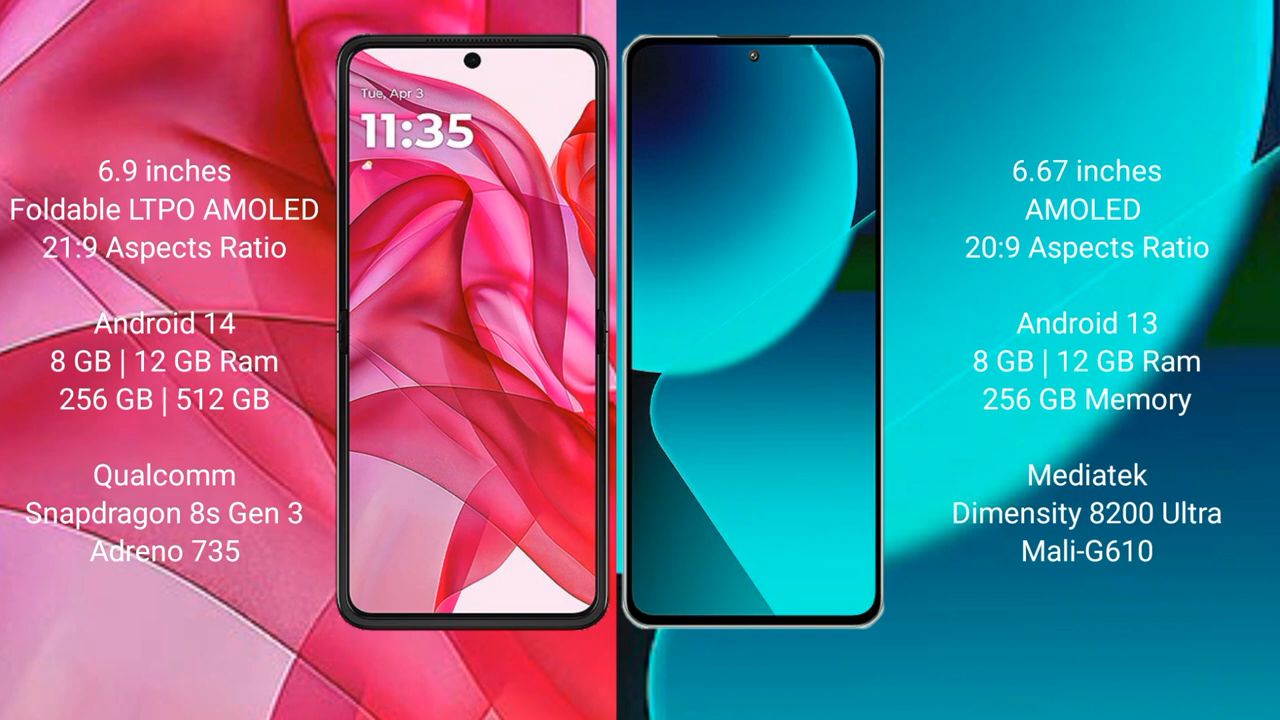 6.9 inches
Foldable LTPO AMOLED
21:9 Aspects Ratio
Android 14
8 GB | 12 GB Ram
256 GB | 512 GB
Qualcomm
Snapdragon 8s Gen 3
Adreno 735
Tue, Apr 3
11:35
6.67 inches
AMOLED
20:9 Aspects Ratio
Android 13
8 GB | 12 GB Ram
256 GB Memory
Mediatek
Dimensity 8200 Ultra
Mali-G610